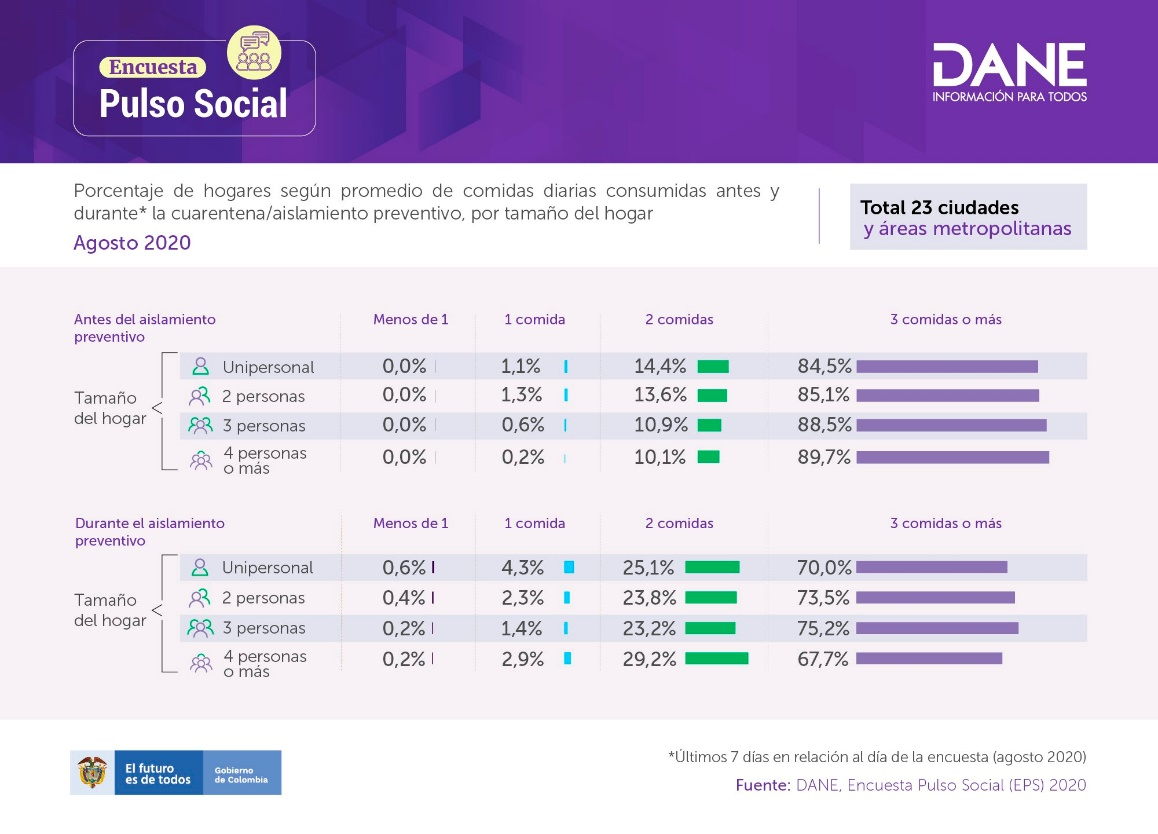 Encuesta
Pulso Social
DANE
INFORMACIÓN PARA TODOS
Porcentaje de hogares según promedio de comidas diarias consumidas antes y
durante* la cuarentena/aislamiento preventivo, por tamaño del hogar
Agosto 2020
Total 23 ciudades
y áreas metropolitanas
Antes del aislamiento
preventivo
Menos de 1
1 comida
2 comidas
3 comidas o más
Tamaño
del hogar
Unipersonal 0,0% 1,1% 14,4% 84,5%
2 personas 0,0% 1,3% 13,6% 85,1%
3 personas 0,0% 0,6% 10,9% 88,5%
4 personas
o más
0,0% 0,2% 10,1% 89,7%
Durante el aislamiento
preventivo
Menos de 1
1 comida
2 comidas
3 comidas o más
Tamaño
del hogar
Unipersonal 0,6% 4,3% 25,1% 70,0%
2 personas 0,4% 2,3% 23,8% 73,5%
3 personas 0,2% 1,4% 23,2% 75,2%
4 personas
o más
0,2% 2,9% 29,2% 67,7%
El futuro
es de todos
Gobierno
de Colombia
*Últimos 7 días en relación al día de la encuesta (agosto 2020)
Fuente: DANE, Encuesta Pulso Social (EPS) 2020